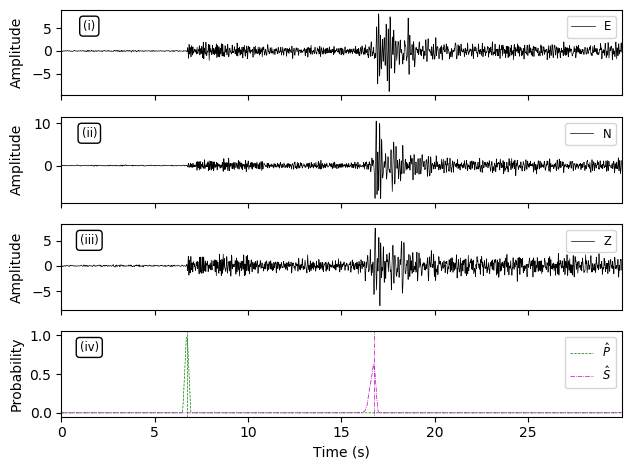 (i)
E
5
0
−5
Amplitude
(ii)
N
10
0
Amplitude
(iii)
Z
5
0
−5
Amplitude
(iv)
P̂
Ŝ
1.0
0.5
0.0
Probability
0 5 10 15 20 25
Time (s)